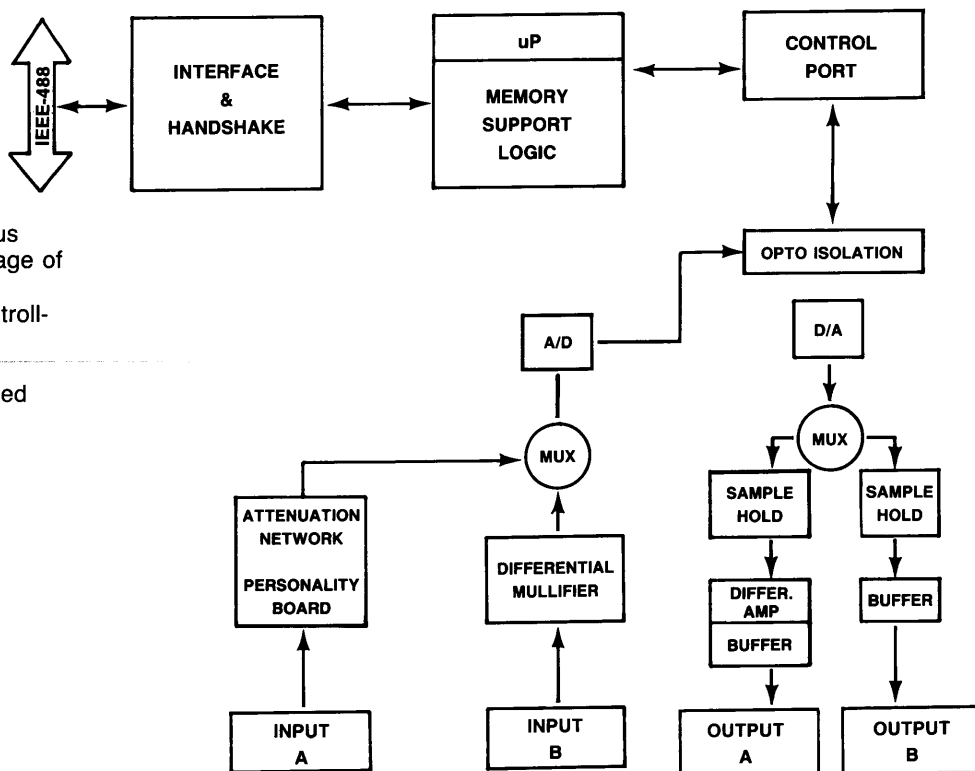 IEEE-488
INTERFACE
&
HANDSHAKE
uP
MEMORY
SUPPORT
LOGIC
CONTROL
PORT
us
age of
troll-
ed
OPTO ISOLATION
A/D
D/A
MUX
MUX
ATTENUATION
NETWORK
PERSONALITY
BOARD
DIFFERENTIAL
MULLIFIER
SAMPLE
HOLD
SAMPLE
HOLD
DIFFER.
AMP
BUFFER
BUFFER
INPUT
A
INPUT
B
OUTPUT
A
OUTPUT
B